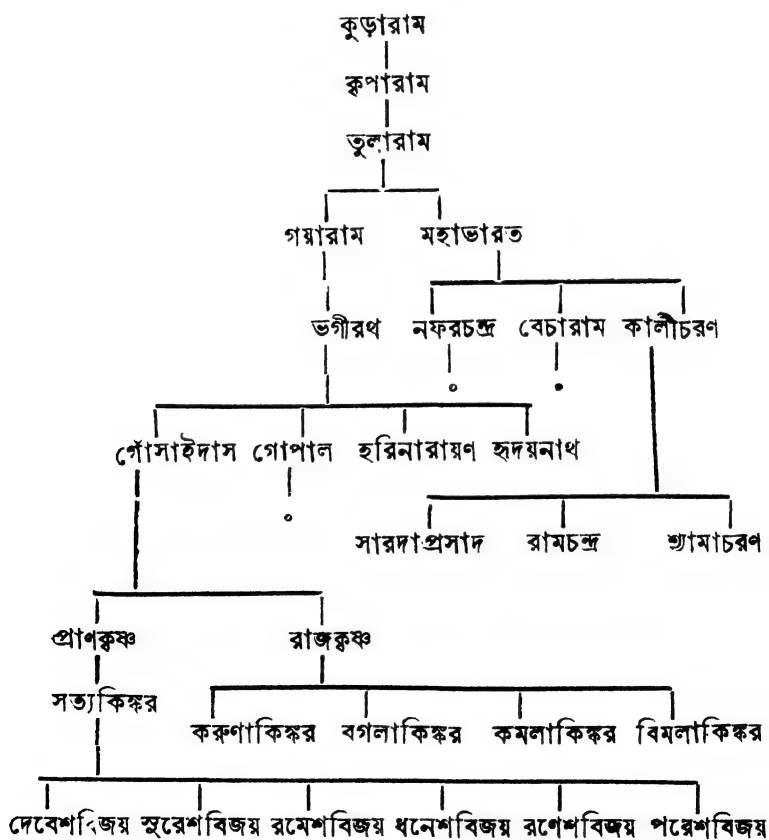 কুড়ারাম
কৃপারাম
তুলারাম
গয়ারাম মহাভারত
ভগীরথ নফরচন্দ্র বেচারাম কালীচরণ
গোঁসাইদাস গোপাল হরিনারায়ণ হৃদয়নাথ
সারদাপ্রসাদ রামচন্দ্র শ্যামাচরণ
প্রাণকৃষ্ণ রাজকৃষ্ণ
সত্যকিঙ্কর
করুণাকিঙ্কর বগলাকিঙ্কর কমলাকিঙ্কর বিমলাকিঙ্কর
দেবেশবিজয় সুরেশবিজয় রমেশবিজয় ধনেশবিজয় রণেশবিজয় পরেশবিজয়